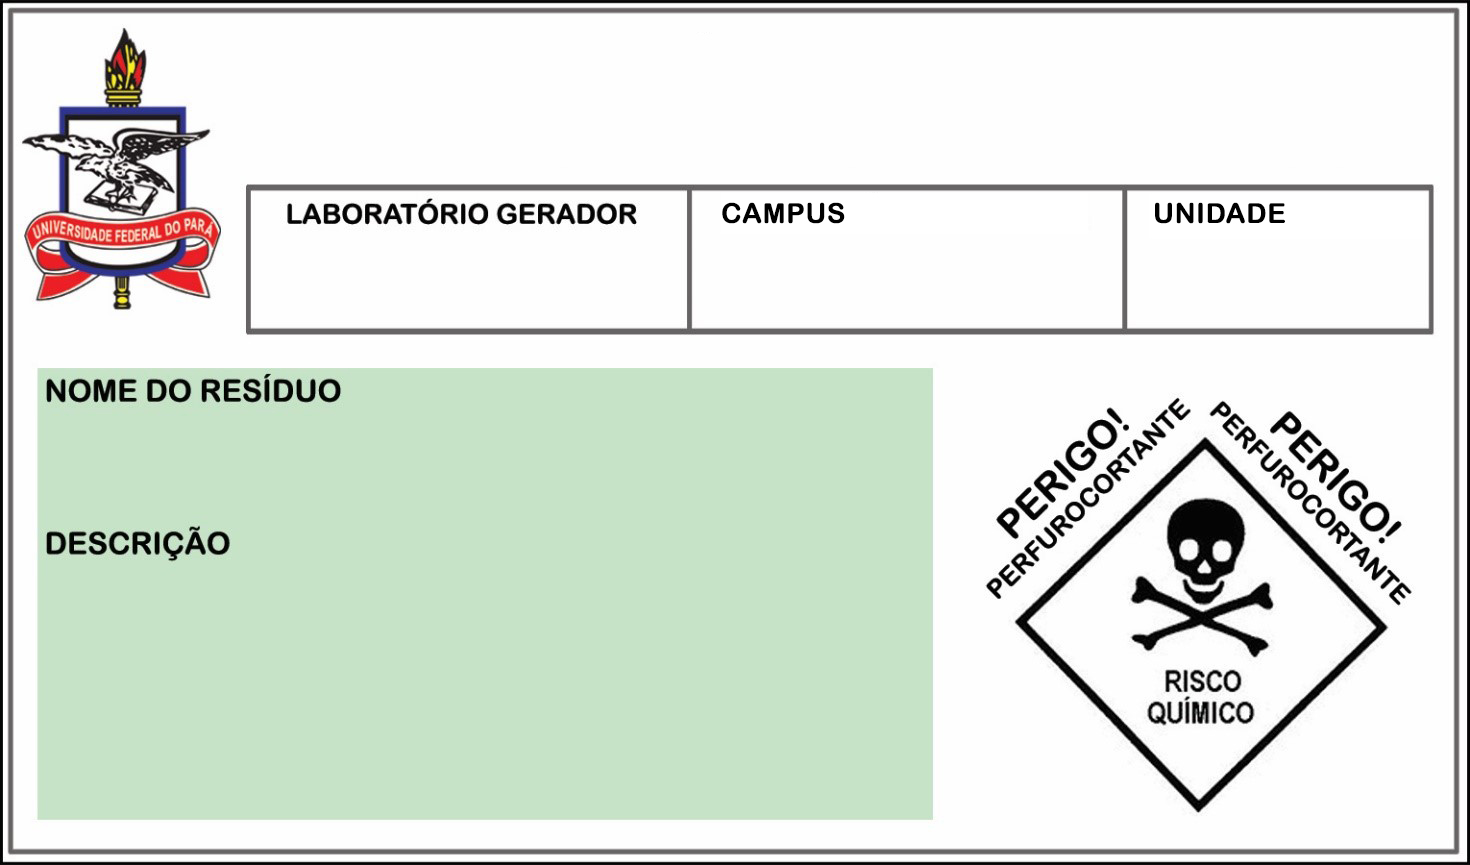 UNIVERSIDADE FEDERAL DO PARÁ
LABORATÓRIO GERADOR
CAMPUS
UNIDADE
NOME DO RESÍDUO
DESCRIÇÃO
PERIGO!
PERFUROCORTANTE
PERIGO!
PERFUROCORTANTE
RISCO
QUÍMICO